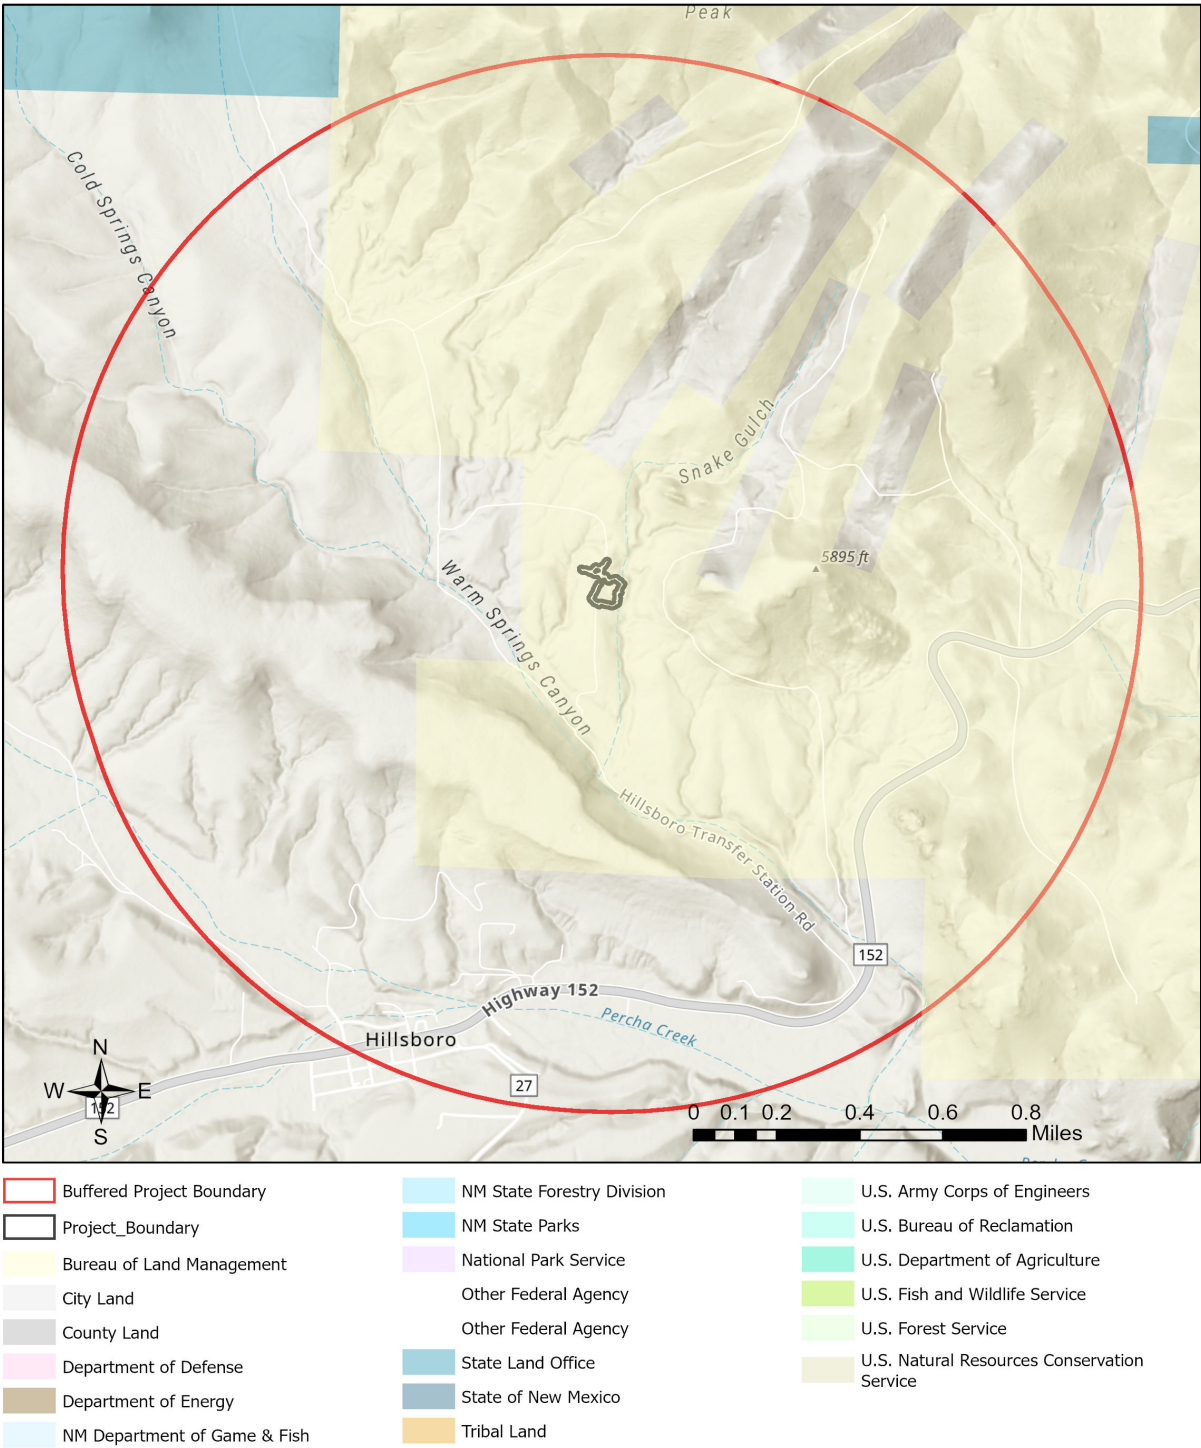 Peak
Cold Springs Canyon
Snake Gulch
5895 ft
Warm Springs Canyon
Hillsboro Transfer Station Rd
152
Highway 152
Percha Creek
Hillsboro
27
N
W E
152
S
0 0.1 0.2 0.4 0.6 0.8
Miles
Buffered Project Boundary
Project_Boundary
Bureau of Land Management
City Land
County Land
Department of Defense
Department of Energy
NM Department of Game & Fish
NM State Forestry Division
NM State Parks
National Park Service
Other Federal Agency
Other Federal Agency
State Land Office
State of New Mexico
Tribal Land
U.S. Army Corps of Engineers
U.S. Bureau of Reclamation
U.S. Department of Agriculture
U.S. Fish and Wildlife Service
U.S. Forest Service
U.S. Natural Resources Conservation
Service